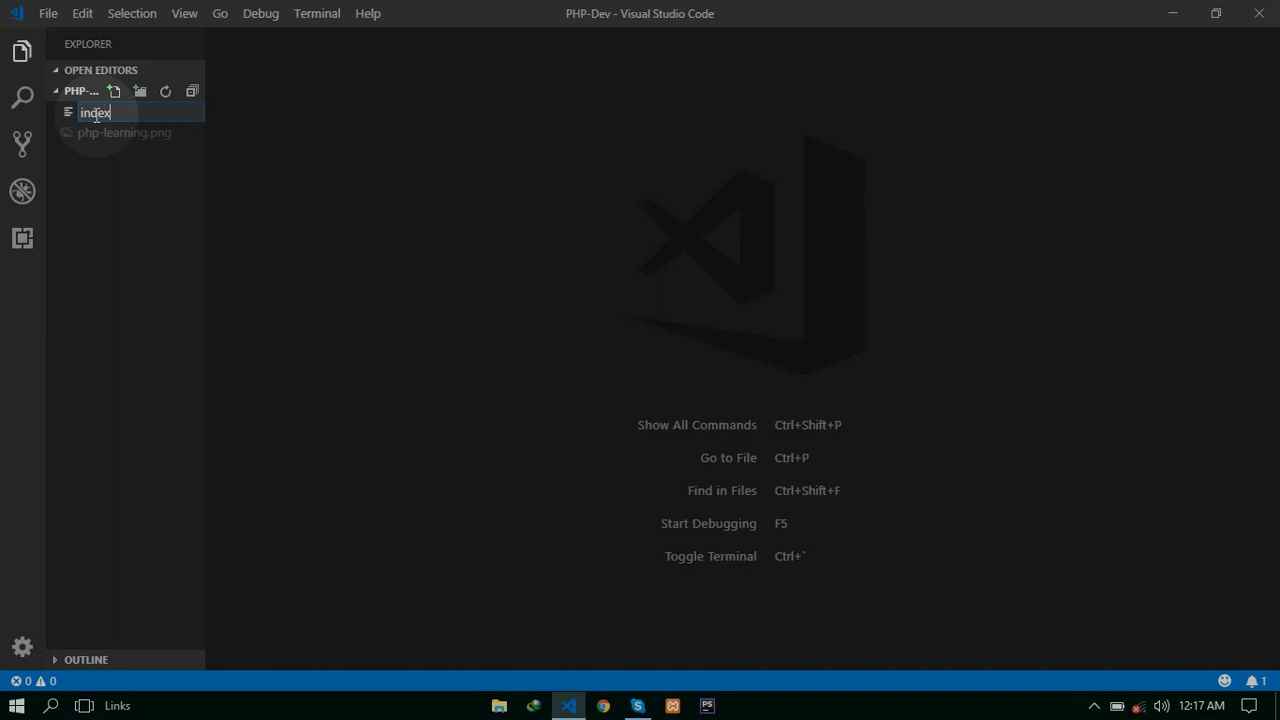 File Edit Selection View Go Debug Terminal Help
PHP-Dev - Visual Studio Code
EXPLORER
OPEN EDITORS
PHP-...
index
php-learning.png
Show All Commands Ctrl+Shift+P
Go to File Ctrl+P
Find in Files Ctrl+Shift+F
Start Debugging F5
Toggle Terminal Ctrl+`
OUTLINE
0 0
1
Links
PS
12:17 AM